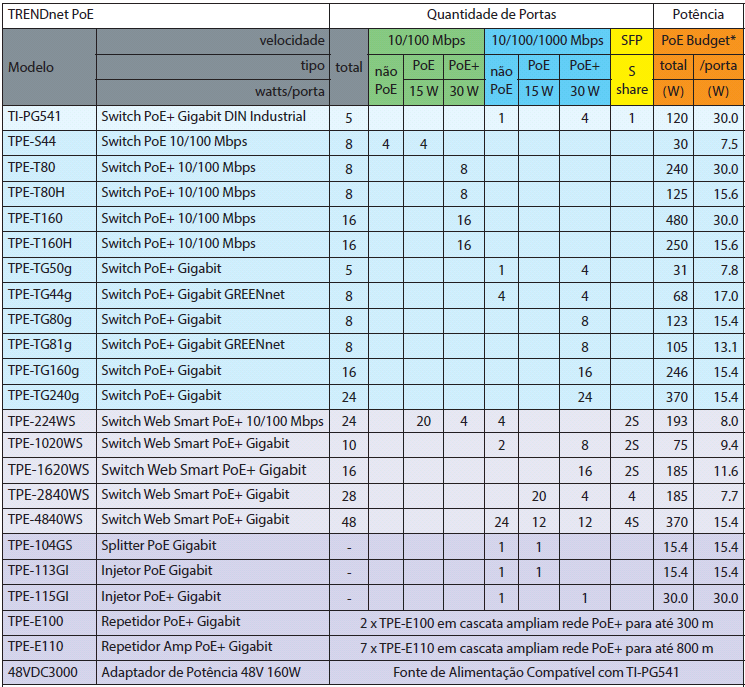 TRENDnet PoE Quantidade de Portas Potência
velocidade 10/100 Mbps 10/100/1000 Mbps SFP PoE Budget*
Modelo tipo total não PoE PoE PoE+ não PoE PoE PoE+ S share total /porta
watts/porta 15 W 30 W 15 W 30 W (W) (W)
TI-PG541 Switch PoE+ Gigabit DIN Industrial 5 1 4 1 120 30.0
TPE-S44 Switch PoE 10/100 Mbps 8 4 4 30 7.5
TPE-T80 Switch PoE+ 10/100 Mbps 8 8 240 30.0
TPE-T80H Switch PoE+ 10/100 Mbps 8 8 125 15.6
TPE-T160 Switch PoE+ 10/100 Mbps 16 16 480 30.0
TPE-T160H Switch PoE+ 10/100 Mbps 16 16 250 15.6
TPE-TG50g Switch PoE+ Gigabit 5 1 4 31 7.8
TPE-TG44g Switch PoE+ Gigabit GREENnet 8 4 4 68 17.0
TPE-TG80g Switch PoE+ Gigabit 8 8 123 15.4
TPE-TG81g Switch PoE+ Gigabit GREENnet 8 8 105 13.1
TPE-TG160g Switch PoE+ Gigabit 16 16 246 15.4
TPE-TG240g Switch PoE+ Gigabit 24 24 370 15.4
TPE-224WS Switch Web Smart PoE+ 10/100 Mbps 24 20 4 4 2S 193 8.0
TPE-1020WS Switch Web Smart PoE+ Gigabit 10 2 8 2S 75 9.4
TPE-1620WS Switch Web Smart PoE+ Gigabit 16 16 2S 185 11.6
TPE-2840WS Switch Web Smart PoE+ Gigabit 28 20 4 4 185 7.7
TPE-4840WS Switch Web Smart PoE+ Gigabit 48 24 12 12 4S 370 15.4
TPE-104GS Splitter PoE Gigabit - 1 1 15.4 15.4
TPE-113GI Injetor PoE Gigabit - 1 1 15.4 15.4
TPE-115GI Injetor PoE+ Gigabit - 1 1 30.0 30.0
TPE-E100 Repetidor PoE+ Gigabit 2 x TPE-E100 em cascata ampliam rede PoE+ para até 300 m
TPE-E110 Repetidor Amp PoE+ Gigabit 7 x TPE-E110 em cascata ampliam rede PoE+ para até 800 m
48VDC3000 Adaptador de Potência 48V 160W Fonte de Alimentação Compatível com TI-PG541